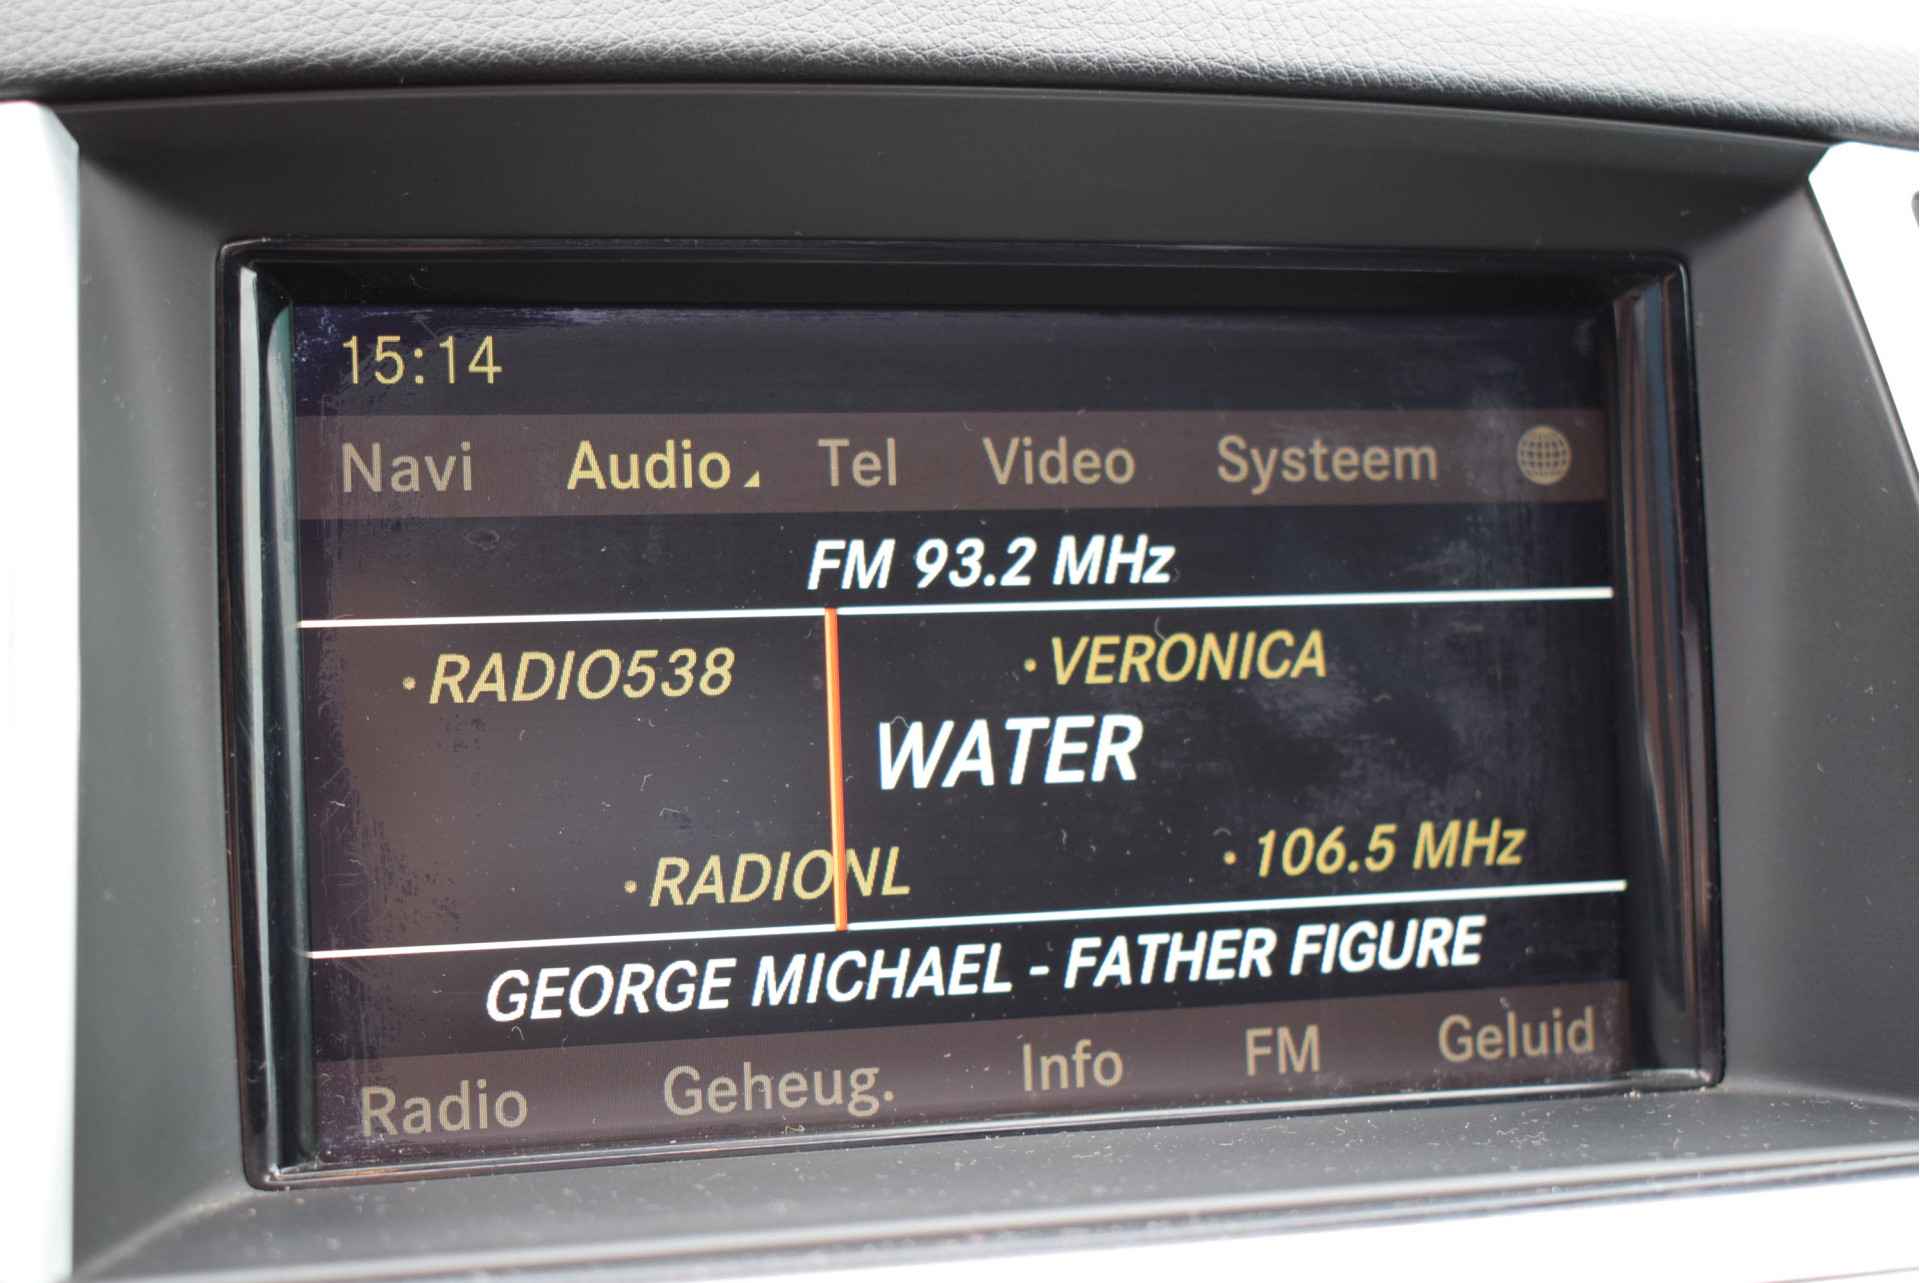 15:14
Navi Audio Tel Video Systeem
FM 93.2 MHz
·RADIO538 ·VERONICA
WATER
·RADIONL ·106.5 MHz
GEORGE MICHAEL - FATHER FIGURE
Radio Geheug. Info FM Geluid